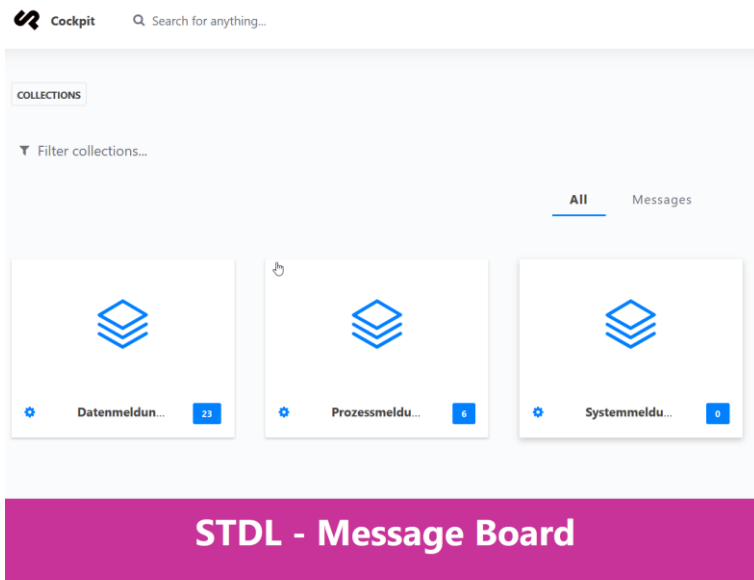 Cockpit
Search for anything...
COLLECTIONS
Filter collections...
All Messages
Datenmeldun... 23
Prozessmeldu... 6
Systemmeldu... 0
STDL - Message Board